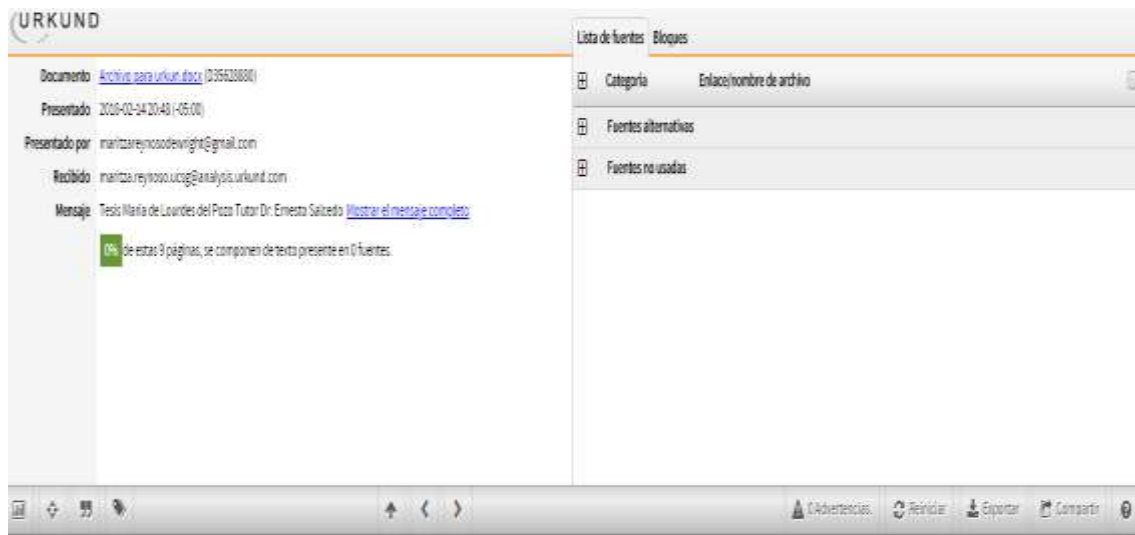 URKUND
Documento Archivo para urkun.docx (D35628880)
Presentado 2018-02-14 20:48 (-05:00)
Presentado por maritzareynosodewright@gmail.com
Recibido maritza.reynoso.ucsg@analysis.urkund.com
Mensaje Tesis María de Lourdes del Pozo Tutor Dr. Ernesto Salcedo Mostrar el mensaje completo
0% de estas 9 páginas, se componen de texto presente en 0 fuentes.
Lista de fuentes Bloques
Categoría Enlace/nombre de archivo
Fuentes alternativas
Fuentes no usadas
0 Advertencias. Reiniciar Exportar Compartir